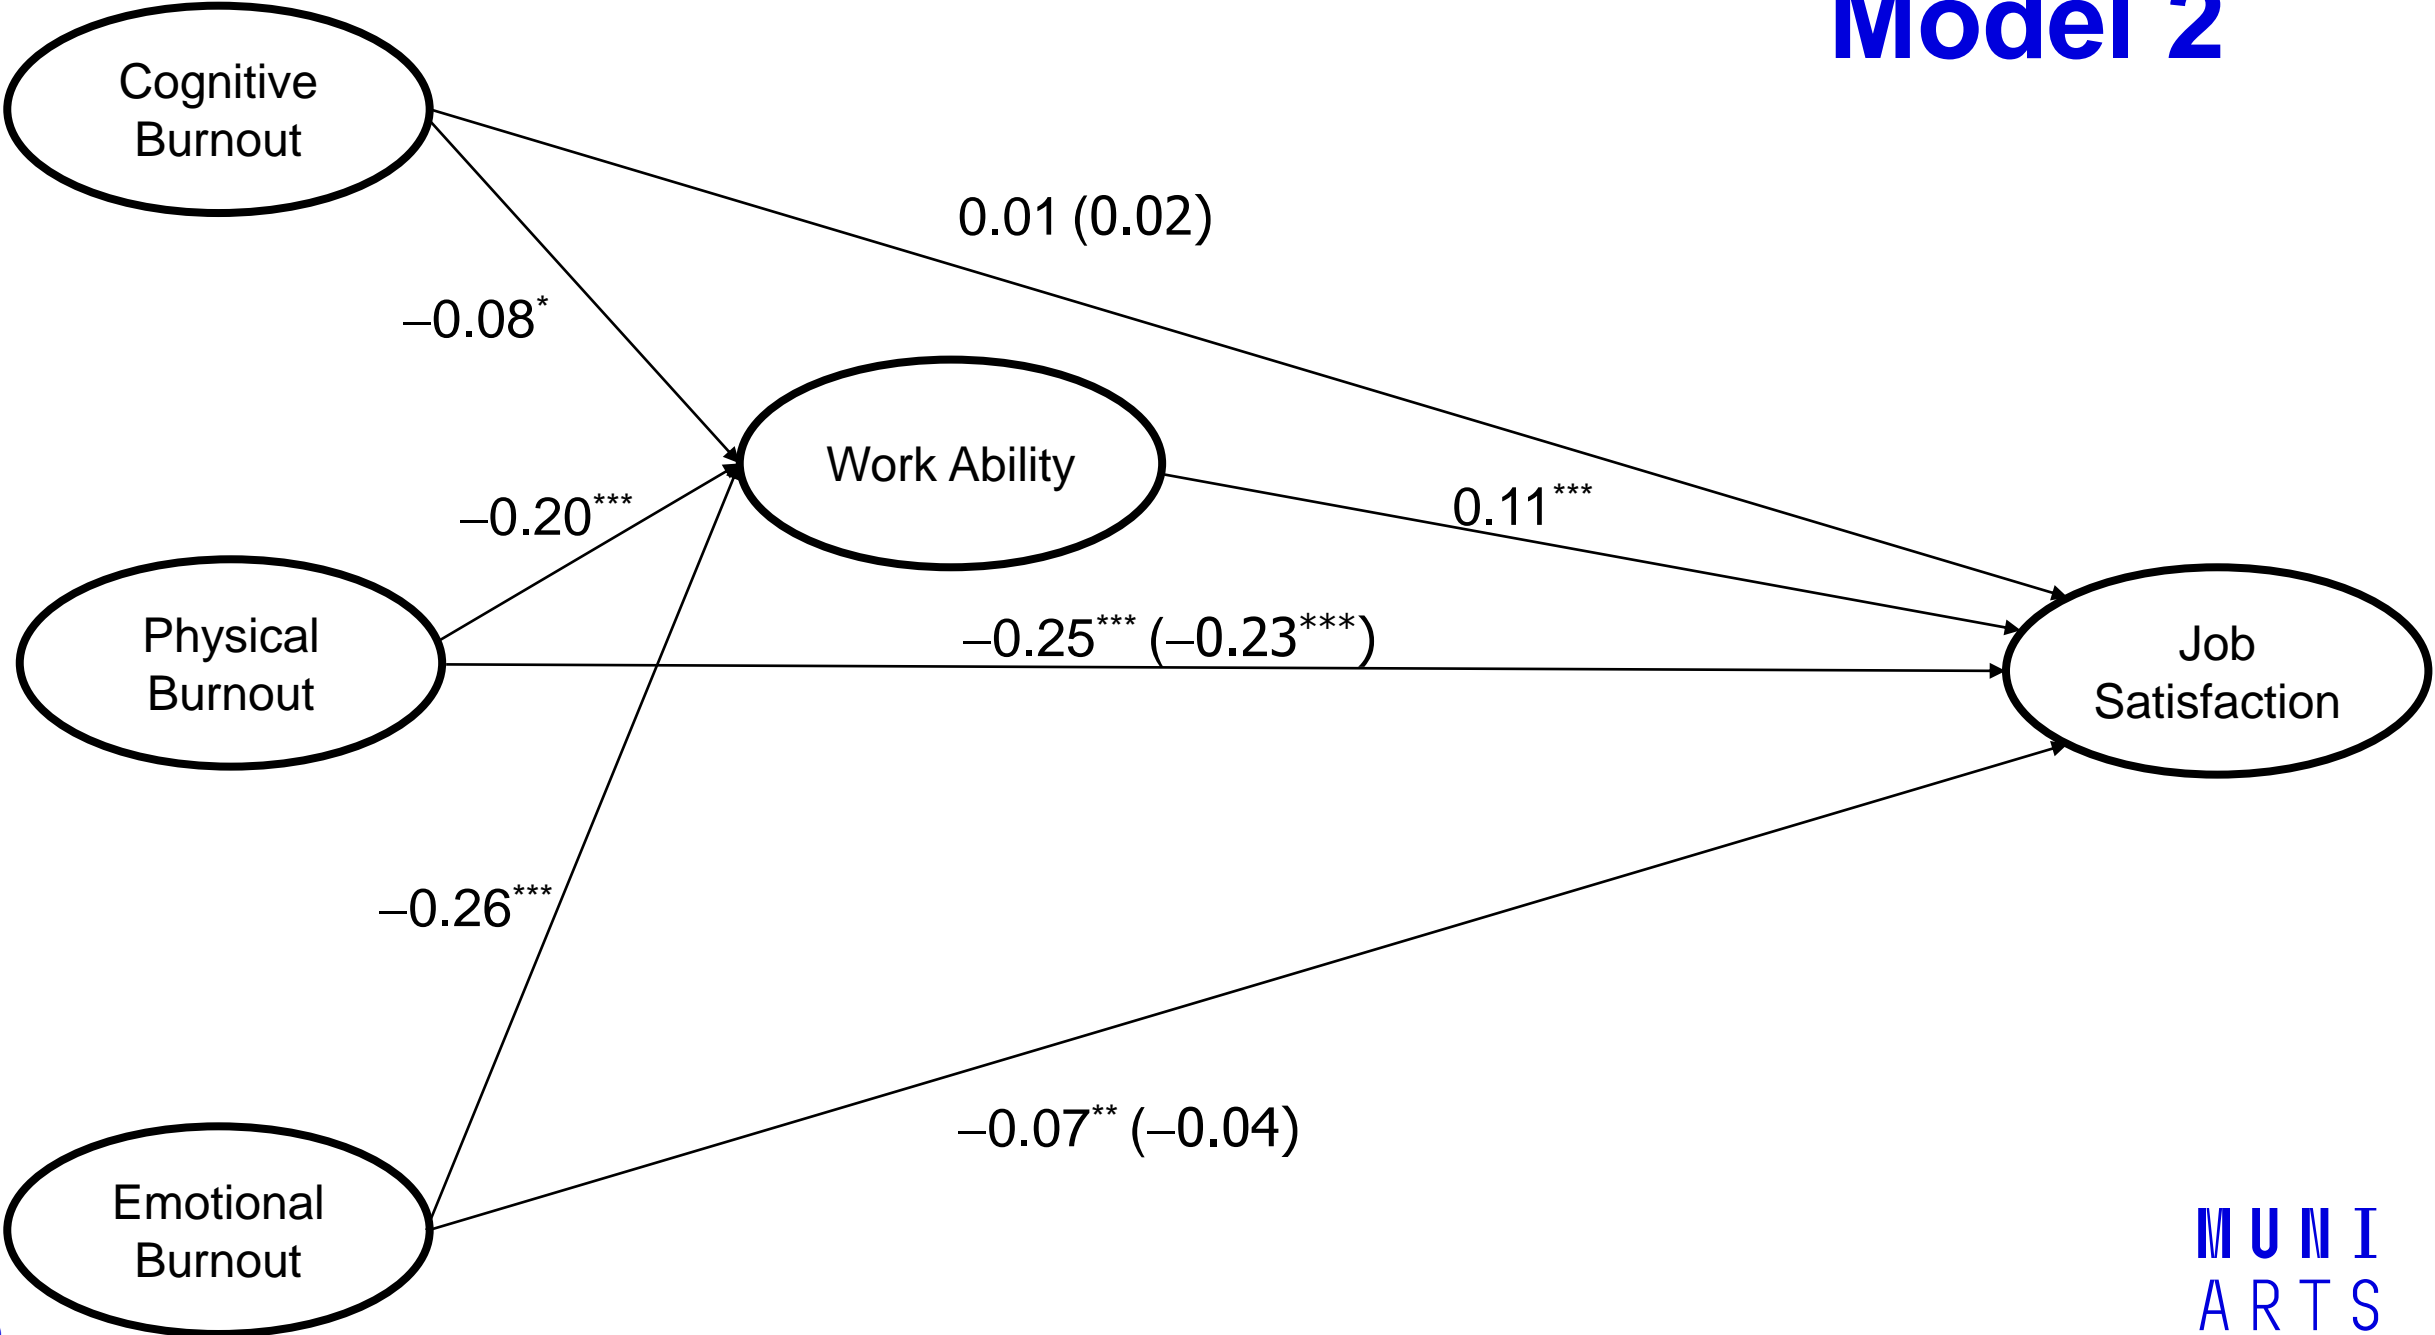 Model 2
Cognitive
Burnout
0.01 (0.02)
−0.08*
Work Ability
−0.20***
0.11***
Physical
Burnout
−0.25*** (−0.23***)
Job
Satisfaction
−0.26***
−0.07** (−0.04)
Emotional
Burnout
MUNI
ARTS